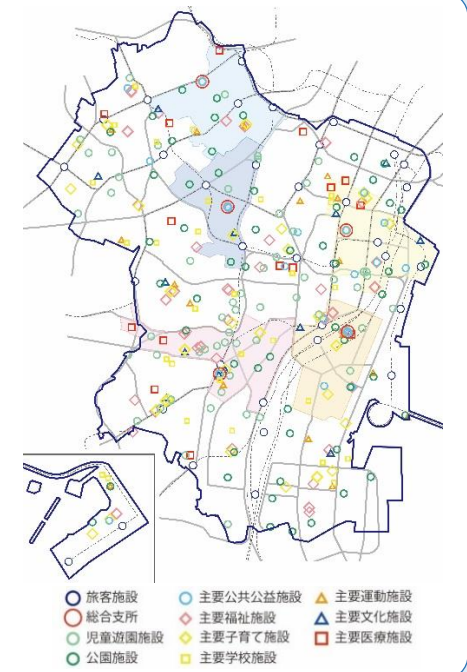 旅客施設 主要公共公益施設 主要運動施設
総合支所 主要福祉施設 主要文化施設
児童遊園施設 主要子育て施設 主要医療施設
公園施設 主要学校施設